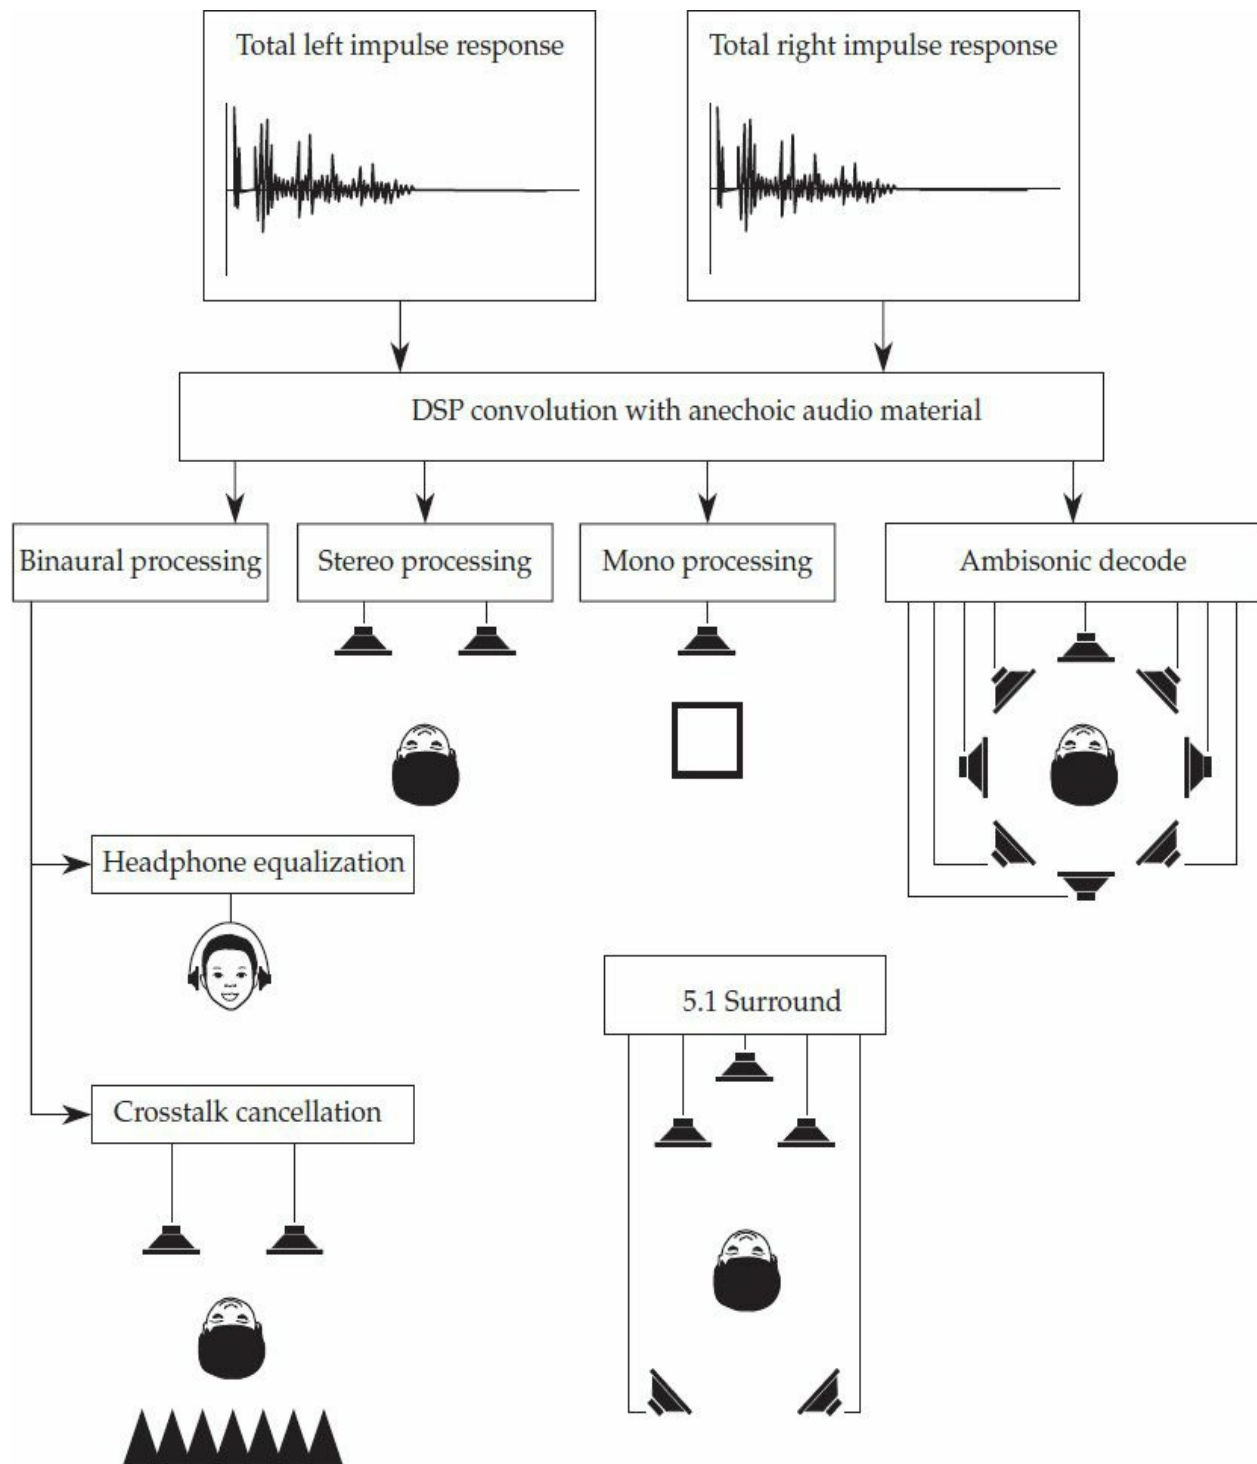 Total left impulse response
Total right impulse response
DSP convolution with anechoic audio material
Binaural processing
Stereo processing
Mono processing
Ambisonic decode
Headphone equalization
5.1 Surround
Crosstalk cancellation